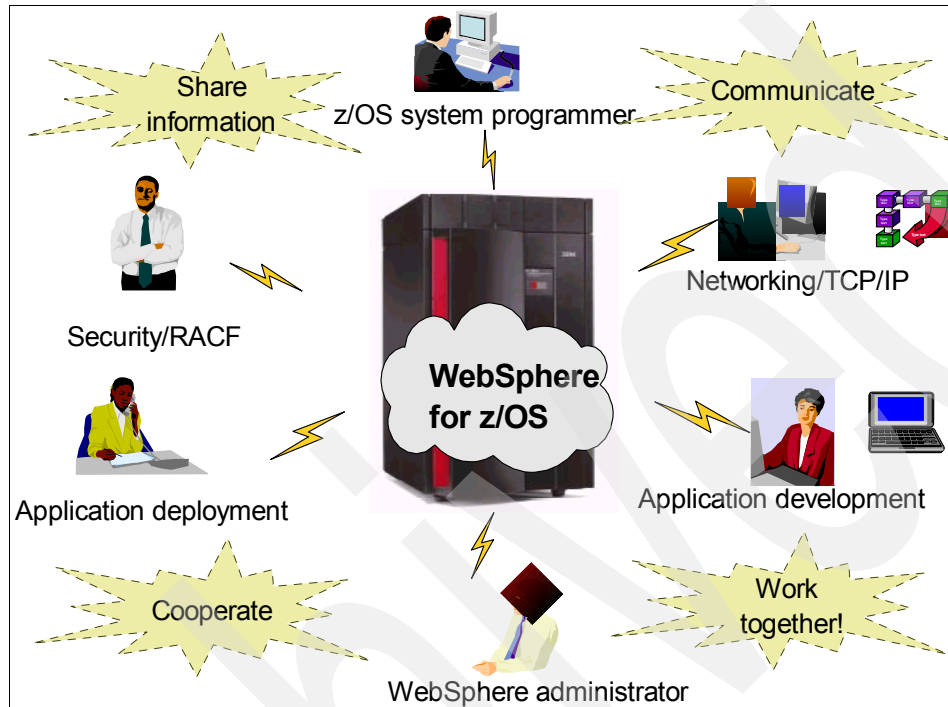 Share
information
z/OS system programmer
Communicate
Security/RACF
Networking/TCP/IP
WebSphere
for z/OS
Application deployment
Application development
Cooperate
Work
together!
WebSphere administrator